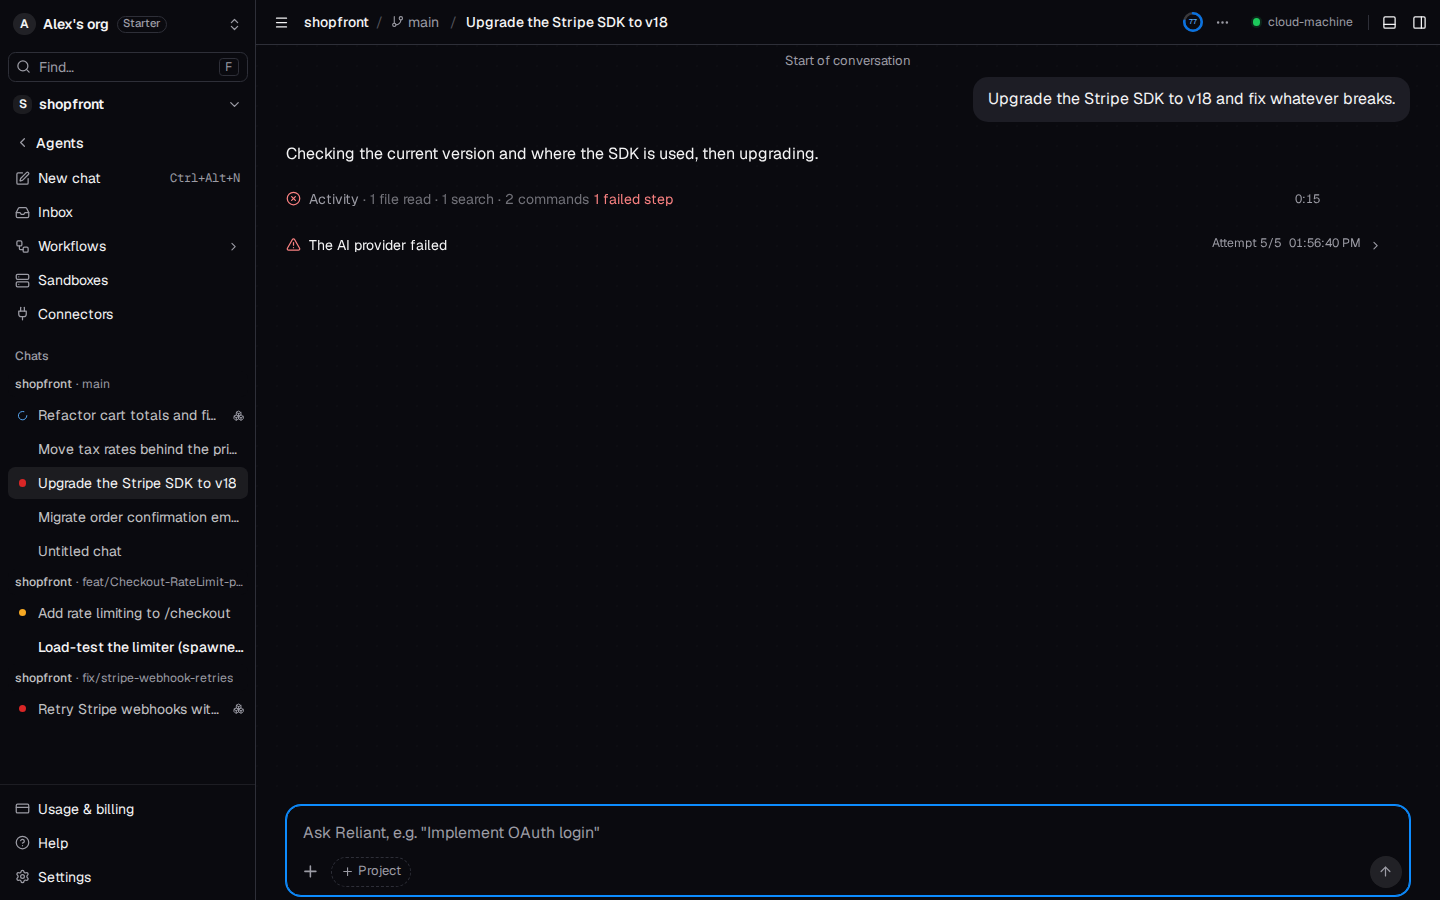 A Alex's org Starter
Find... F
S shopfront
Agents
New chat Ctrl+Alt+N
Inbox
Workflows
Sandboxes
Connectors
Chats
shopfront · main
Refactor cart totals and fi...
Move tax rates behind the pri...
Upgrade the Stripe SDK to v18
Migrate order confirmation em...
Untitled chat
shopfront · feat/Checkout-RateLimit-p...
Add rate limiting to /checkout
Load-test the limiter (spawne...
shopfront · fix/stripe-webhook-retries
Retry Stripe webhooks wit...
Usage & billing
Help
Settings
shopfront / main / Upgrade the Stripe SDK to v18
77 cloud-machine
Start of conversation
Upgrade the Stripe SDK to v18 and fix whatever breaks.
Checking the current version and where the SDK is used, then upgrading.
Activity · 1 file read · 1 search · 2 commands 1 failed step 0:15
The AI provider failed Attempt 5/5 01:56:40 PM
Ask Reliant, e.g. "Implement OAuth login"
Project